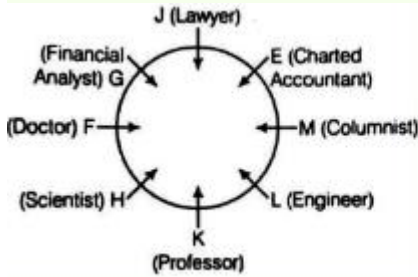 J (Lawyer)
(Financial
Analyst) G
E (Charted
Accountant)
(Doctor) F
M (Columnist)
(Scientist) H
L (Engineer)
K
(Professor)